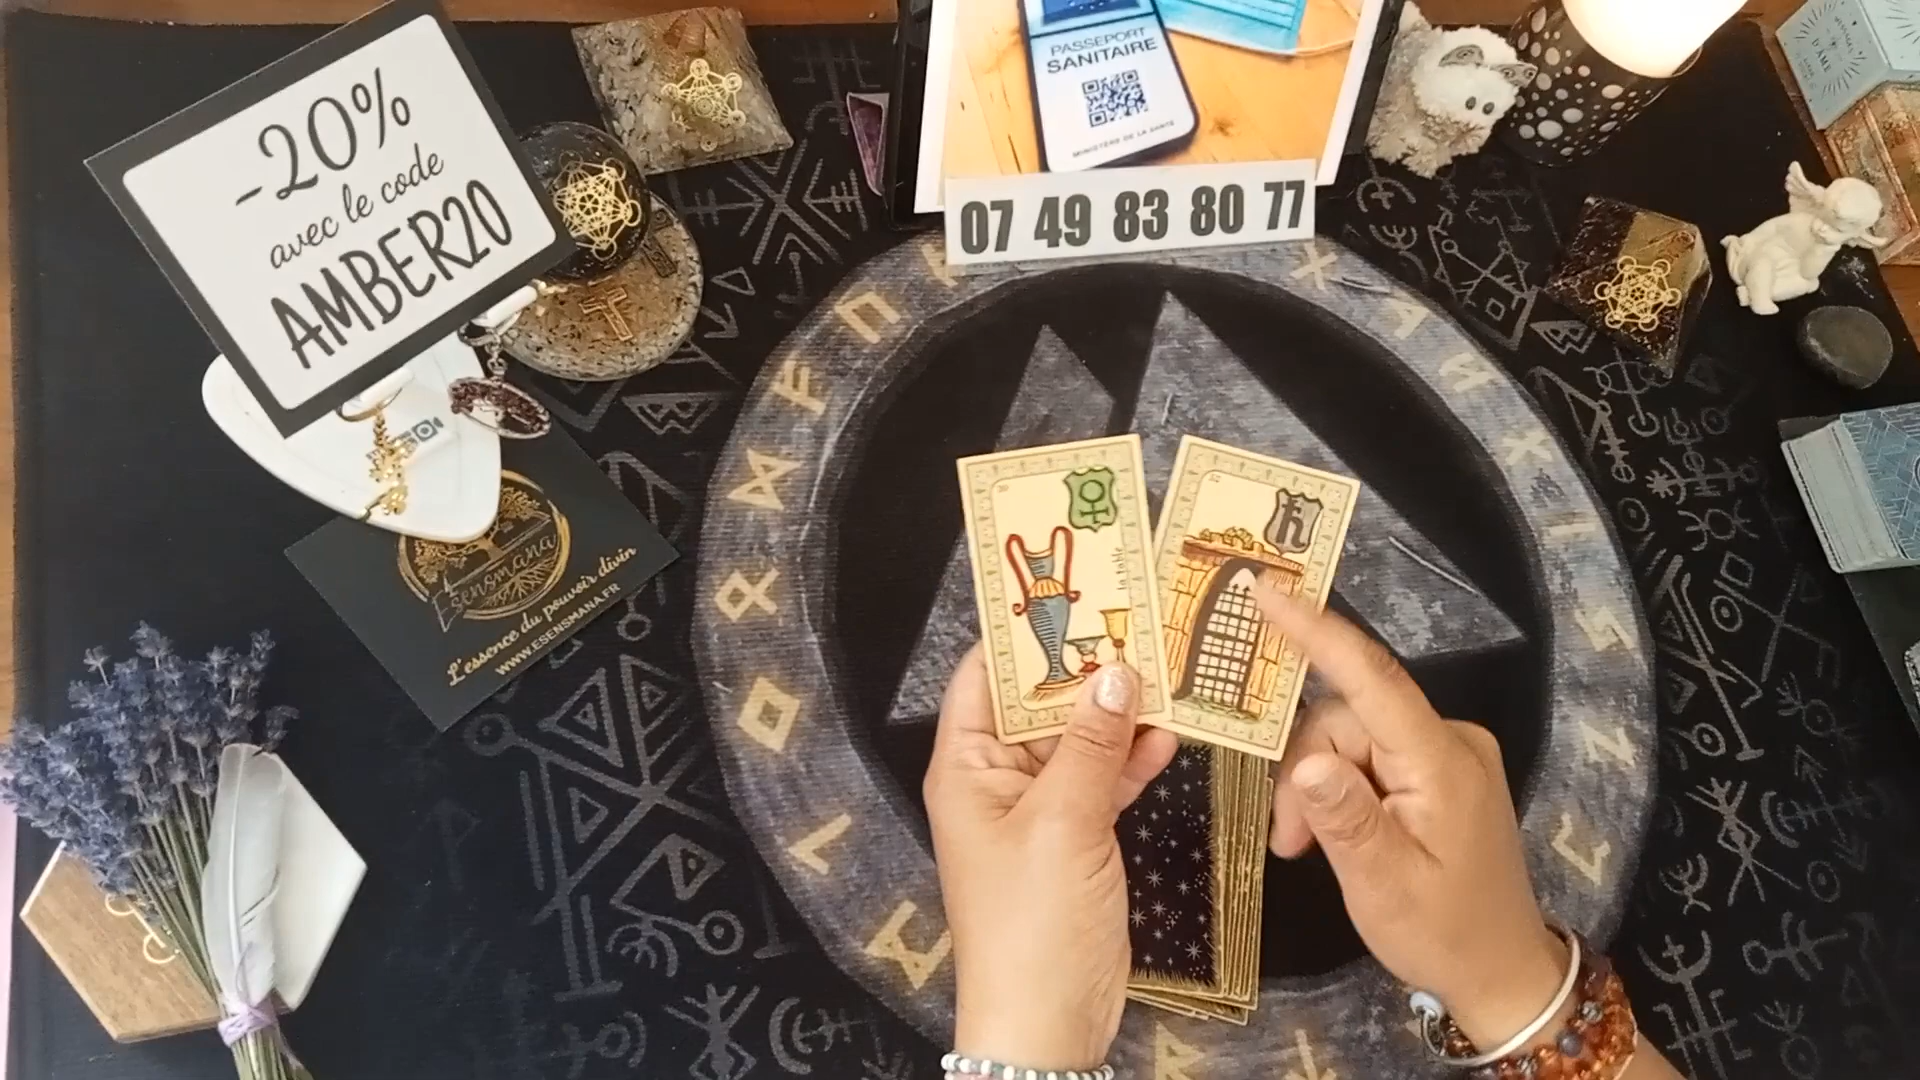 -20%
avec le code
AMBER20
PASSEPORT
SANITAIRE
MINISTÈRE DE LA SANTÉ
07 49 83 80 77
la table
Esensmana
L'essence du pouvoir divin
WWW.ESENSMANA.FR
D'AME